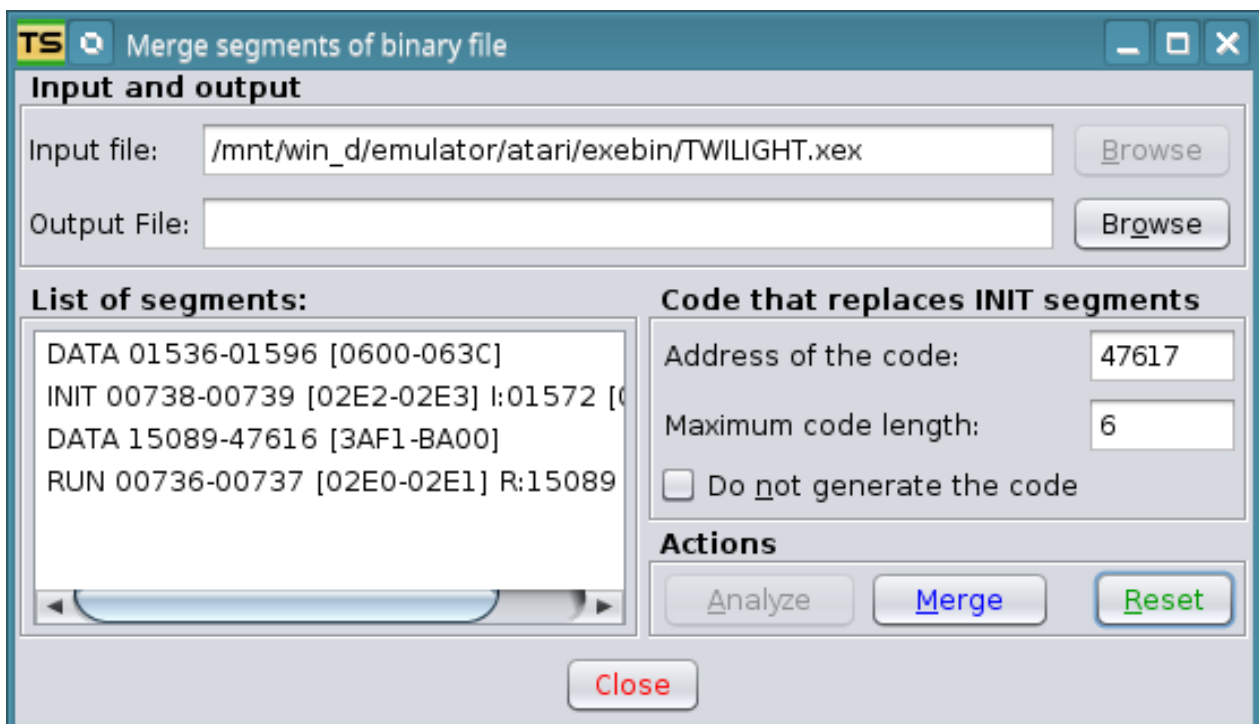 TS Merge segments of binary file
Input and output
Input file: /mnt/win_d/emulator/atari/exebin/TWILIGHT.xex Browse
Output File: Browse
List of segments:
DATA 01536-01596 [0600-063C]
INIT 00738-00739 [02E2-02E3] I:01572 [
DATA 15089-47616 [3AF1-BA00]
RUN 00736-00737 [02E0-02E1] R:15089
Code that replaces INIT segments
Address of the code: 47617
Maximum code length: 6
Do not generate the code
Actions
Analyze Merge Reset
Close